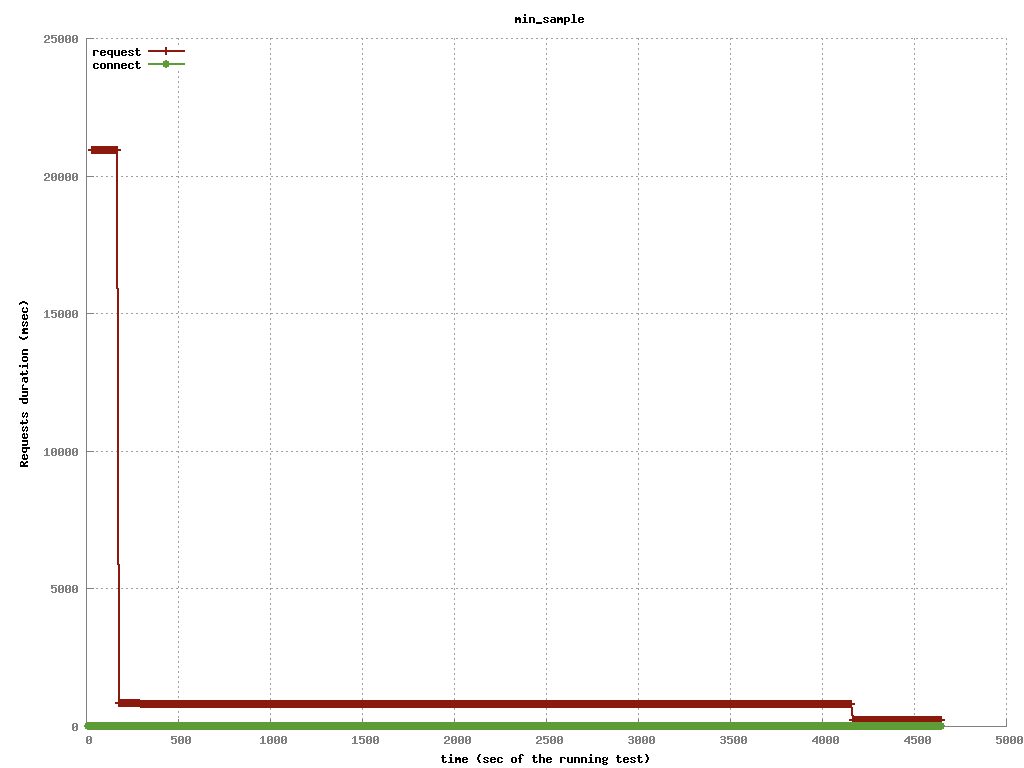 min_sample
25000
request
connect
20000
15000
Requests duration (msec)
10000
5000
0
0 500 1000 1500 2000 2500 3000 3500 4000 4500 5000
time (sec of the running test)